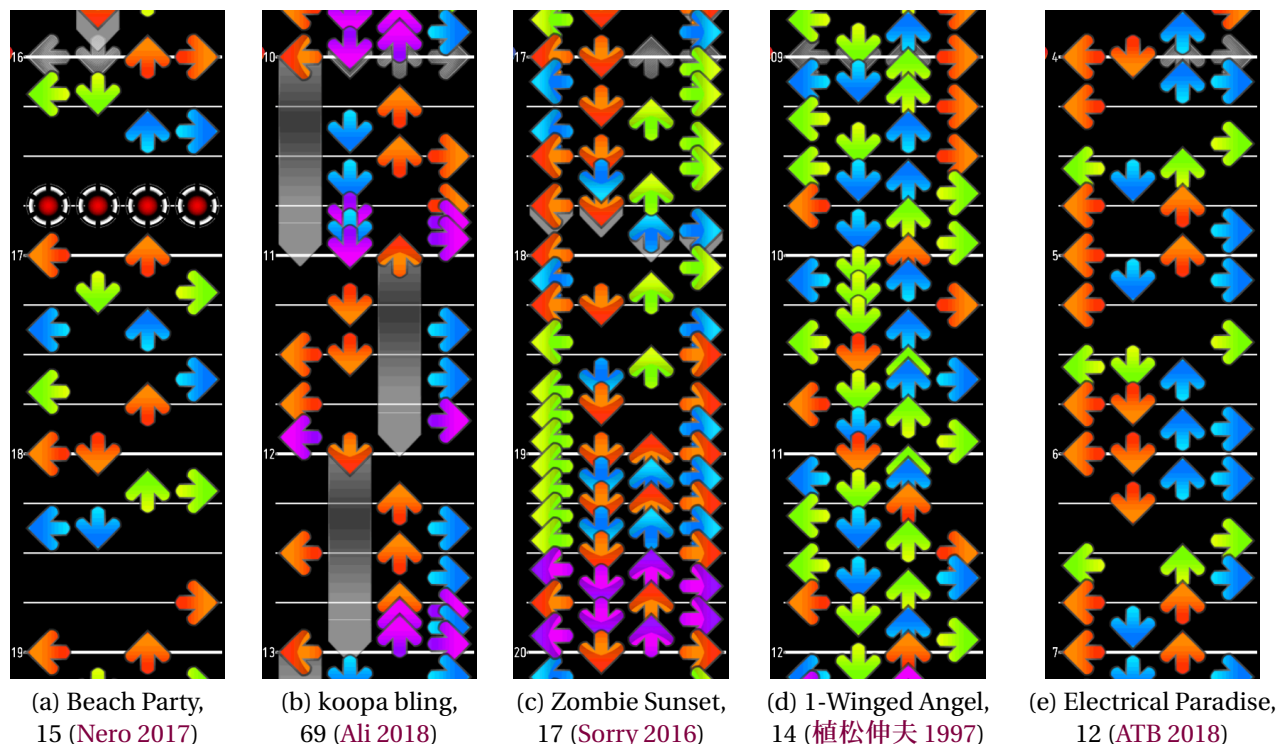 16
17
18
19
10
11
12
13
17
18
19
20
09
10
11
12
4
5
6
7
(a) Beach Party,
15 (Nero 2017)
(b) koopa bling,
69 (Ali 2018)
(c) Zombie Sunset,
17 (Sorry 2016)
(d) 1-Winged Angel,
14 (植松伸夫 1997)
(e) Electrical Paradise,
12 (ATB 2018)